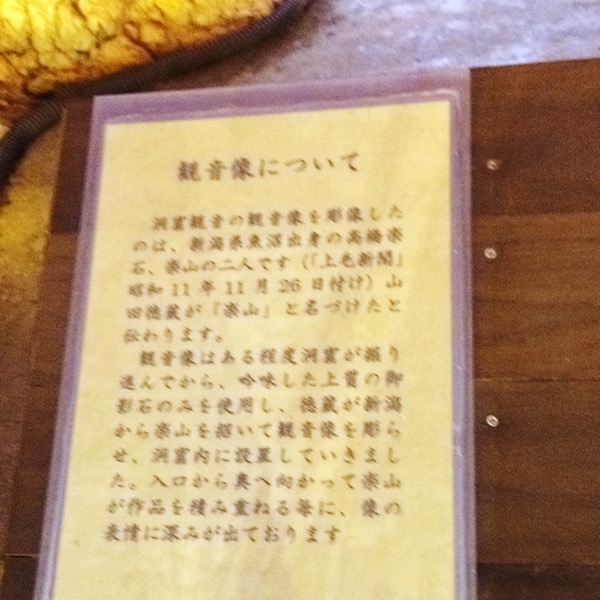 観音像について
洞窟観音の観音像を彫像した
のは、新潟県魚沼出身の高橋楽
石、楽山の二人です（「上毛新聞」
昭和11年11月26日付け）山
田徳蔵が「楽山」と名づけたと
伝わります。
観音像はある程度洞窟が掘り
進んでから、吟味した上質の御
影石のみを使用し、徳蔵が新潟
から楽山を招いて観音像を彫ら
せ、洞窟内に設置していきまし
た。入口から奥へ向かって楽山
が作品を積み重ねる毎に、像の
表情に深みが出ております